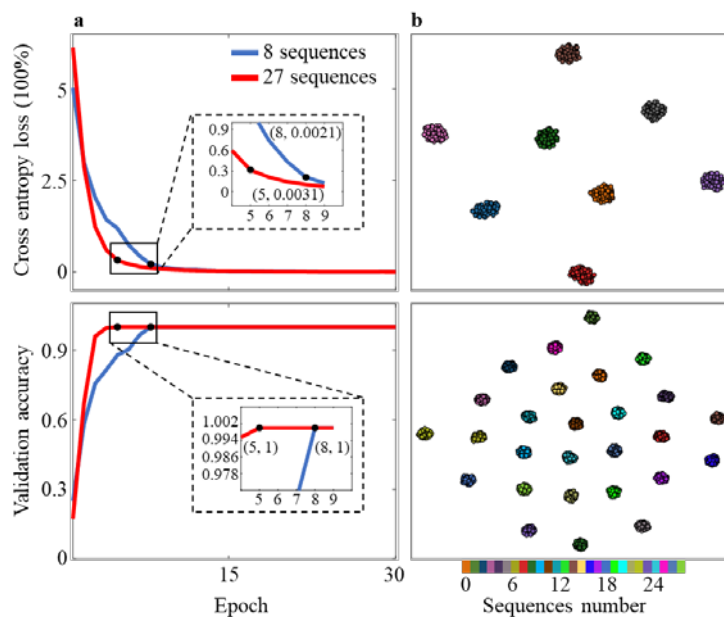 a
b
8 sequences
27 sequences
Cross entropy loss (100%)
5
2.5
0
0.9
0.6
0.3
0
(8, 0.0021)
(5, 0.0031)
5 6 7 8 9
Validation accuracy
0.9
0.6
0.3
0
1.002
0.994
0.986
0.978
(5, 1)
(8, 1)
5 6 7 8 9
15
30
Epoch
0 6 12 18 24
Sequences number